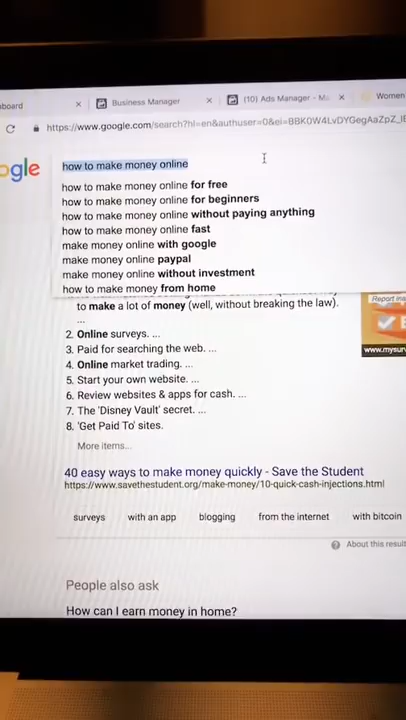 board
Business Manager
(10) Ads Manager - Ma
Women
https://www.google.com/search?hl=en&authuser=0&ei=
ogle
how to make money online
how to make money online for free
how to make money online for beginners
how to make money online without paying anything
how to make money online fast
make money online with google
make money online paypal
make money online without investment
how to make money from home
to make a lot of money (well, without breaking the law).
...
Report ins
2. Online surveys. ...
3. Paid for searching the web. ...
4. Online market trading. ...
www.mysur
5. Start your own website. ...
6. Review websites & apps for cash. ...
7. The 'Disney Vault' secret. ...
8. 'Get Paid To' sites.
More items...
40 easy ways to make money quickly - Save the Student
https://www.savethestudent.org/make-money/10-quick-cash-injections.html
surveys with an app blogging from the internet with bitcoin
About this result
People also ask
How can I earn money in home?